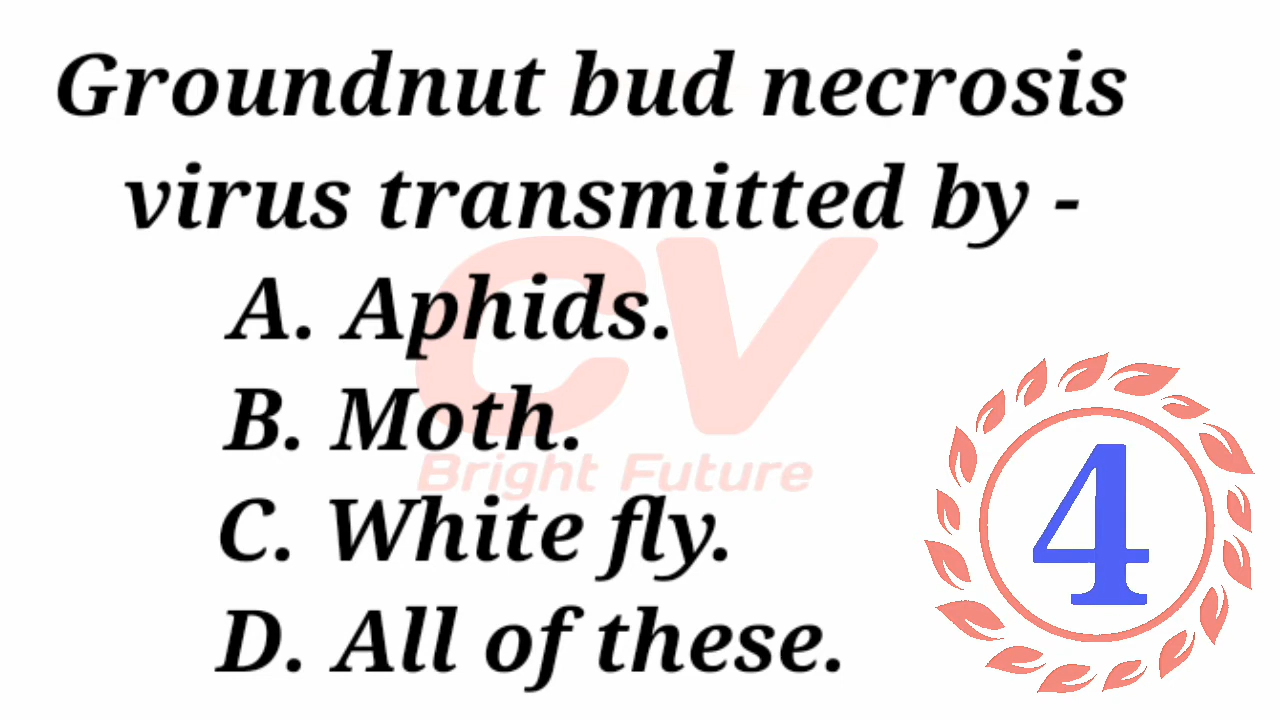 Groundnut bud necrosis
virus transmitted by -
A. Aphids.
B. Moth.
C. White fly.
D. All of these.
CV
Bright Future
4